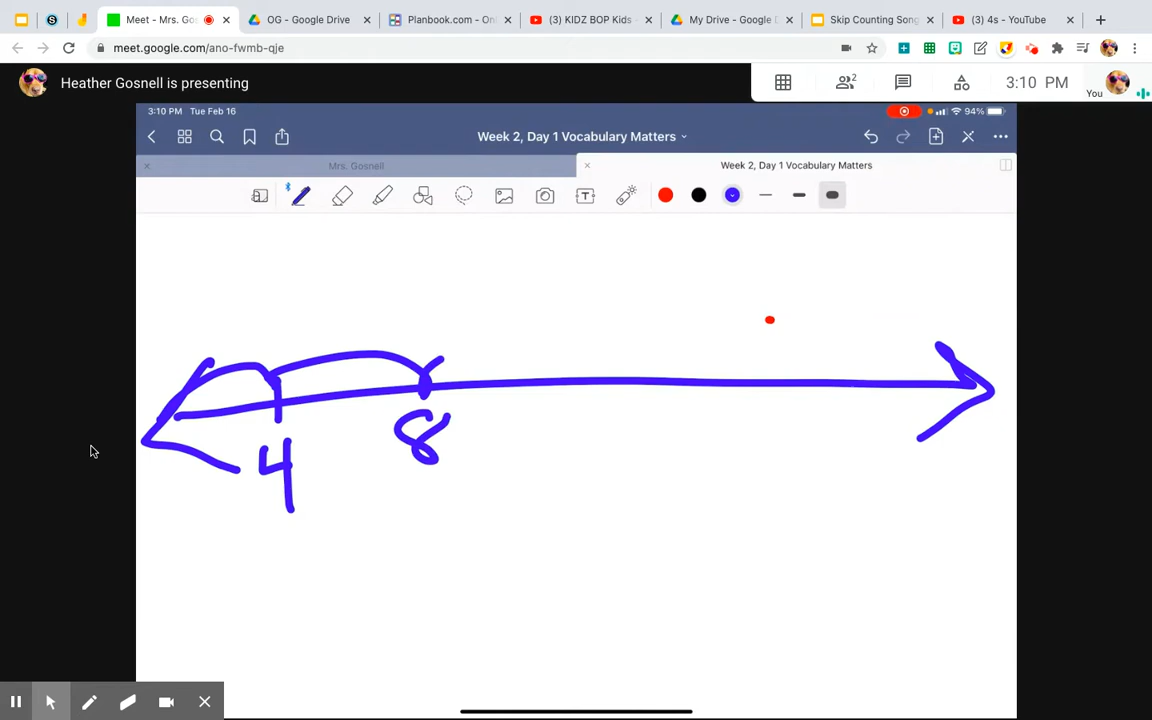 Meet - Mrs. Go
OG - Google Drive
Planbook.com - Onl
(3) KIDZ BOP Kids -
My Drive - Google D
Skip Counting Song
(3) 4s - YouTube
meet.google.com/ano-fwmb-qje
Heather Gosnell is presenting
2
3:10 PM
You
3:10 PM Tue Feb 16
94%
Week 2, Day 1 Vocabulary Matters
Mrs. Gosnell
Week 2, Day 1 Vocabulary Matters
T
4
8